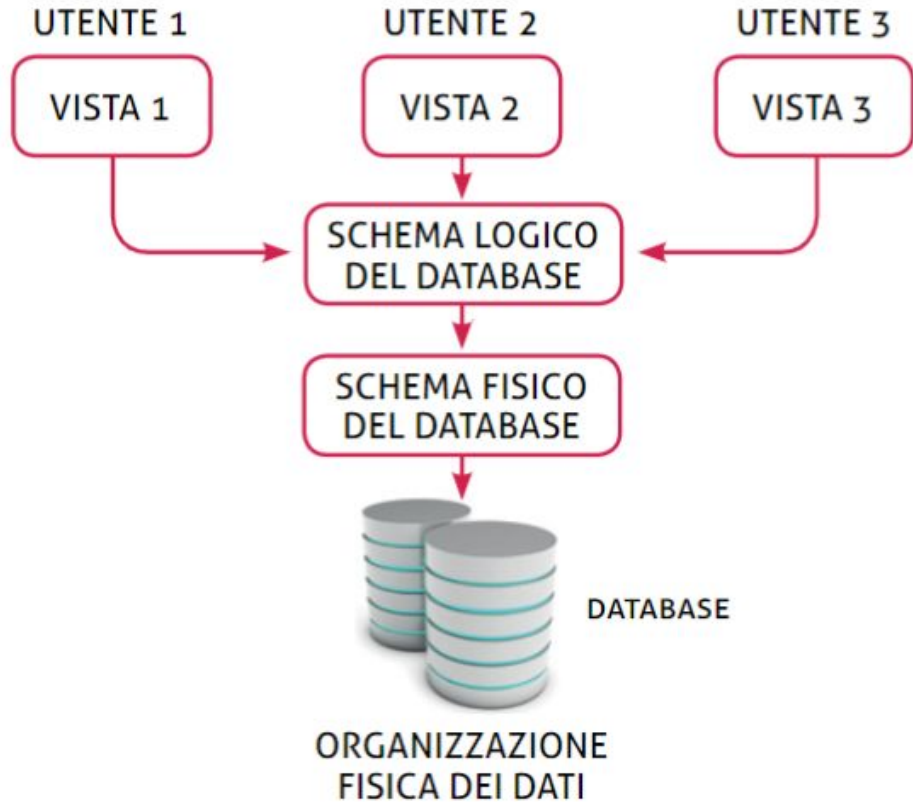 UTENTE 1
UTENTE 2
UTENTE 3
VISTA 1
VISTA 2
VISTA 3
SCHEMA LOGICO
DEL DATABASE
SCHEMA FISICO
DEL DATABASE
DATABASE
ORGANIZZAZIONE
FISICA DEI DATI